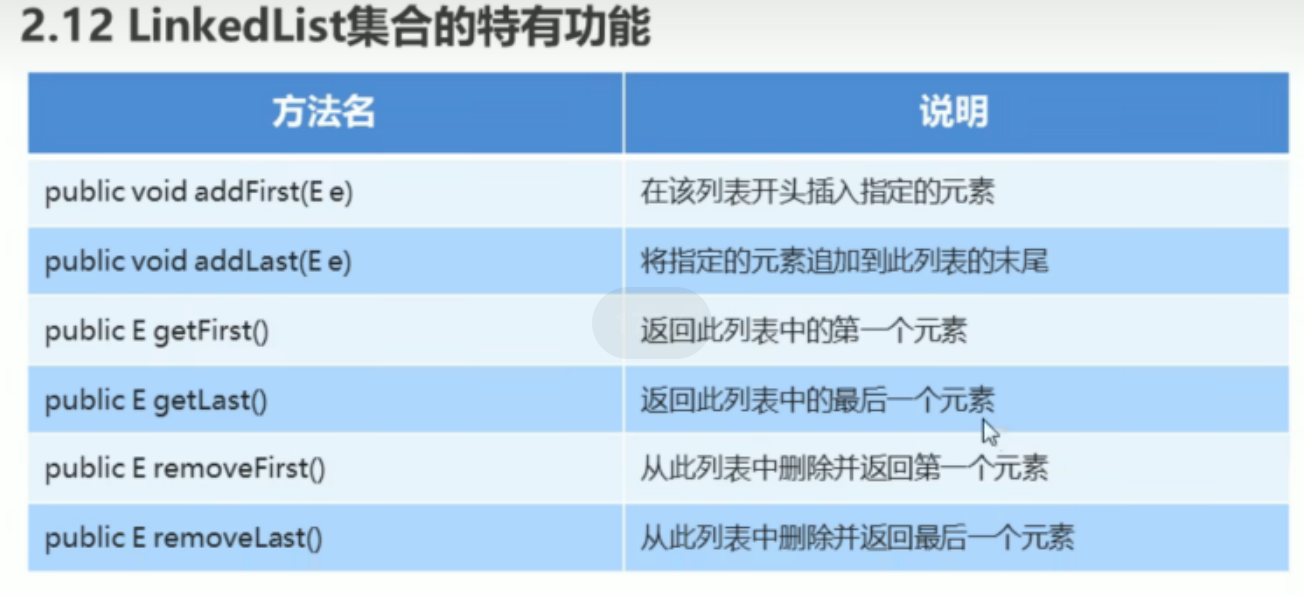 2.12 LinkedList集合的特有功能
方法名 说明
public void addFirst(E e) 在该列表开头插入指定的元素
public void addLast(E e) 将指定的元素追加到此列表的末尾
public E getFirst() 返回此列表中的第一个元素
public E getLast() 返回此列表中的最后一个元素
public E removeFirst() 从此列表中删除并返回第一个元素
public E removeLast() 从此列表中删除并返回最后一个元素